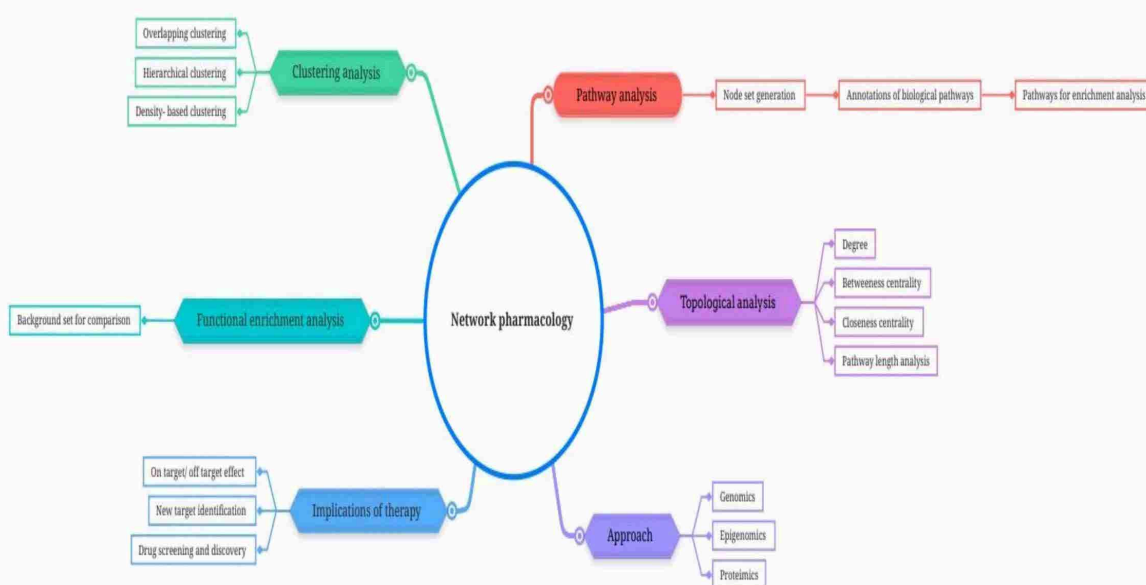 Overlapping clustering
Hierarchical clustering
Density- based clustering
Clustering analysis
Pathway analysis
Node set generation
Annotations of biological pathways
Pathways for enrichment analysis
Degree
Betweeness centrality
Closeness centrality
Pathway length analysis
Topological analysis
Network pharmacology
Functional enrichment analysis
Background set for comparison
On target/ off target effect
New target identification
Drug screening and discovery
Implications of therapy
Approach
Genomics
Epigenomics
Proteimics